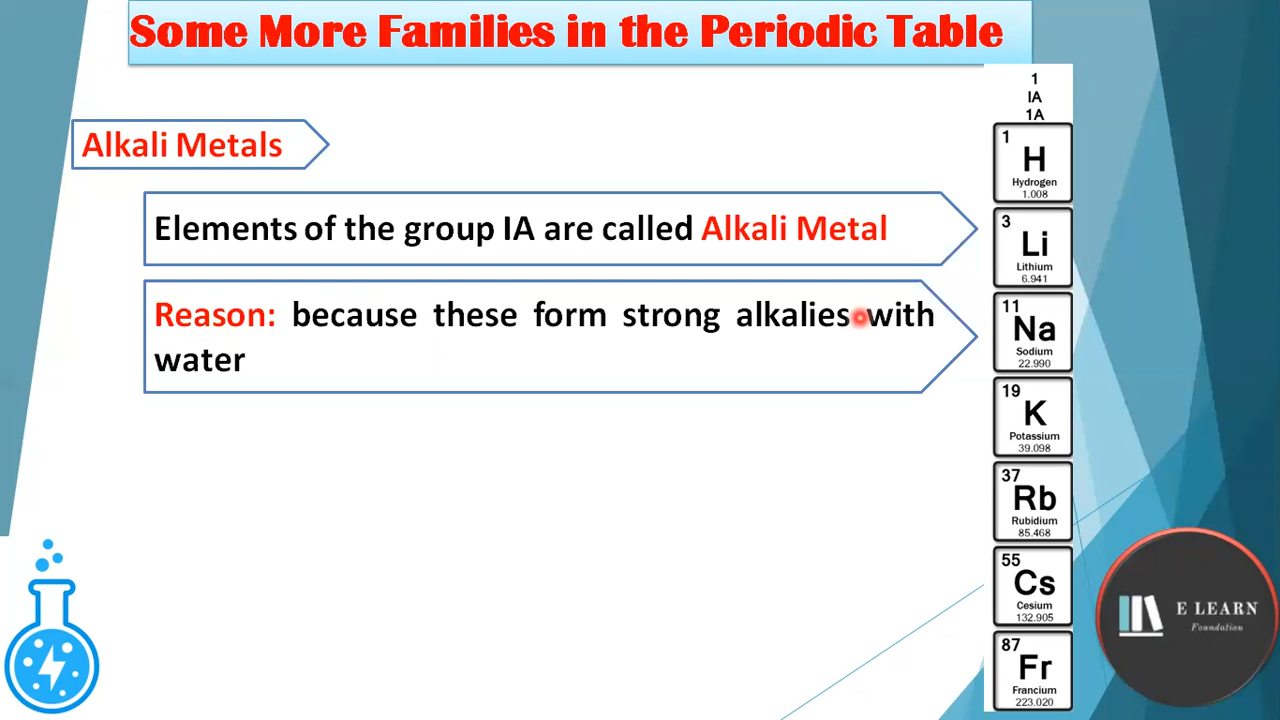 Some More Families in the Periodic Table
Alkali Metals
Elements of the group IA are called Alkali Metal
Reason: because these form strong alkalies with
water
1
IA
1A
1
H
Hydrogen
1.008
3
Li
Lithium
6.941
11
Na
Sodium
22.990
19
K
Potassium
39.098
37
Rb
Rubidium
85.468
55
Cs
Cesium
132.905
87
Fr
Francium
223.020
E LEARN
Foundation